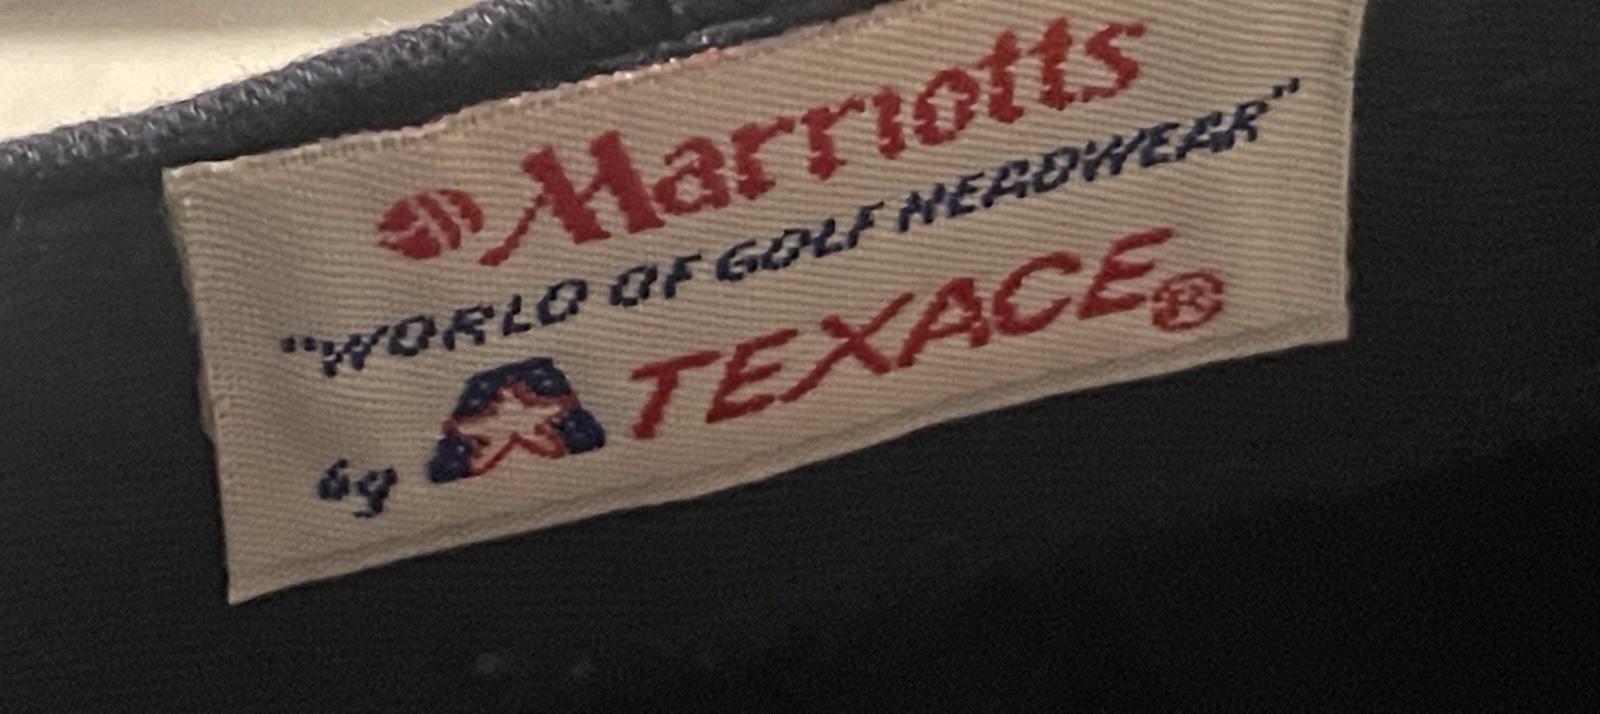 Marriotts
"WORLD OF GOLF HEADWEAR"
by TEXACE®